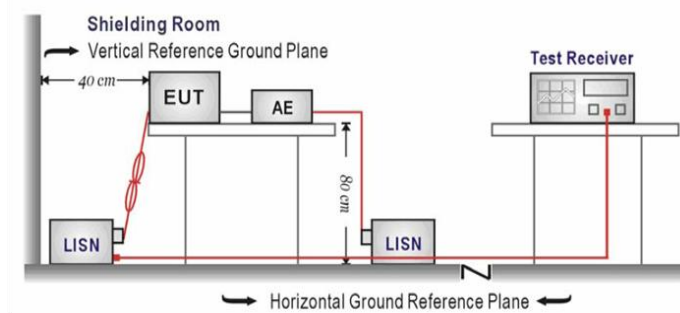 Shielding Room
Vertical Reference Ground Plane
40 cm
EUT
AE
Test Receiver
80 cm
LISN
LISN
Horizontal Ground Reference Plane